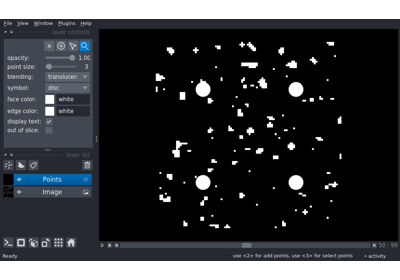 File View Window Plugins Help
layer controls
opacity: 1.00
point size: 3
blending: translucen
symbol: disc
face color: white
edge color: white
display text:
out of slice:
layer list
Points
Image
0 50 99
Ready use <2> for add points, use <3> for select points activity